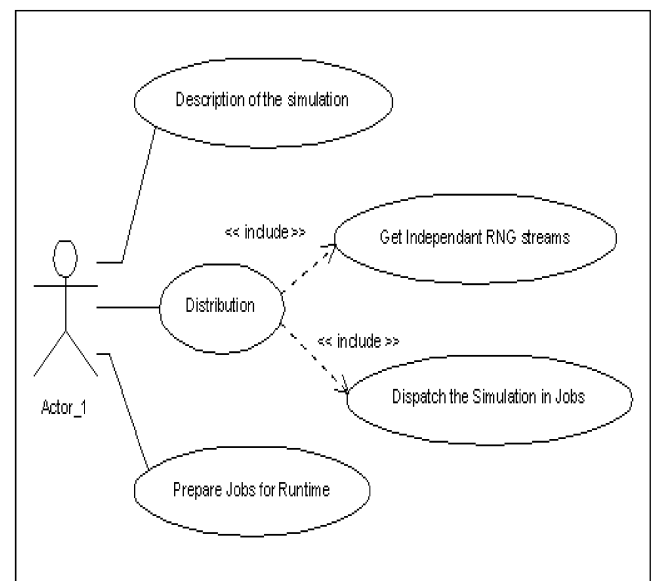 Description of the simulation
<< include >>
Get Independant RNG streams
Distribution
<< include >>
Dispatch the Simulation in Jobs
Actor_1
Prepare Jobs for Runtime